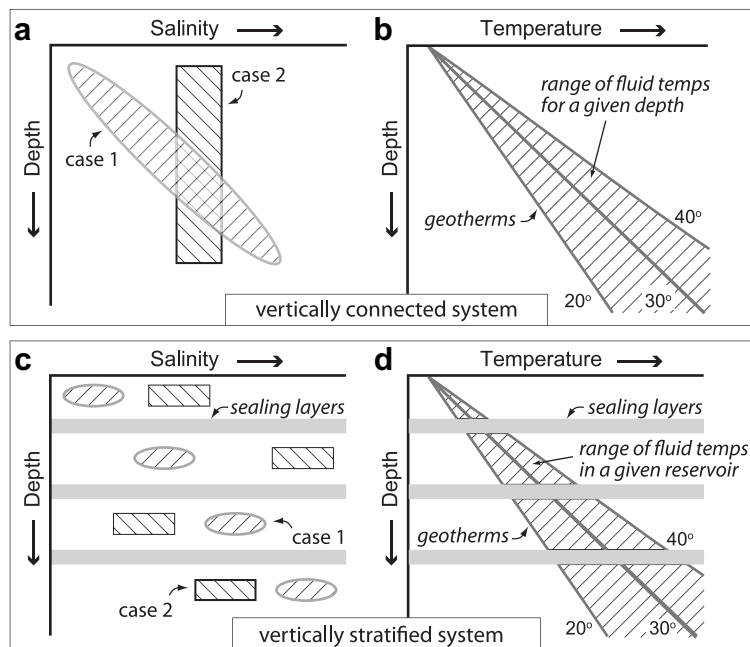 a
Salinity
case 2
case 1
Depth
b
Temperature
range of fluid temps
for a given depth
geotherms
40°
30°
20°
Depth
vertically connected system
c
Salinity
sealing layers
case 1
case 2
Depth
d
Temperature
sealing layers
range of fluid temps
in a given reservoir
geotherms
40°
20°
30°
Depth
vertically stratified system